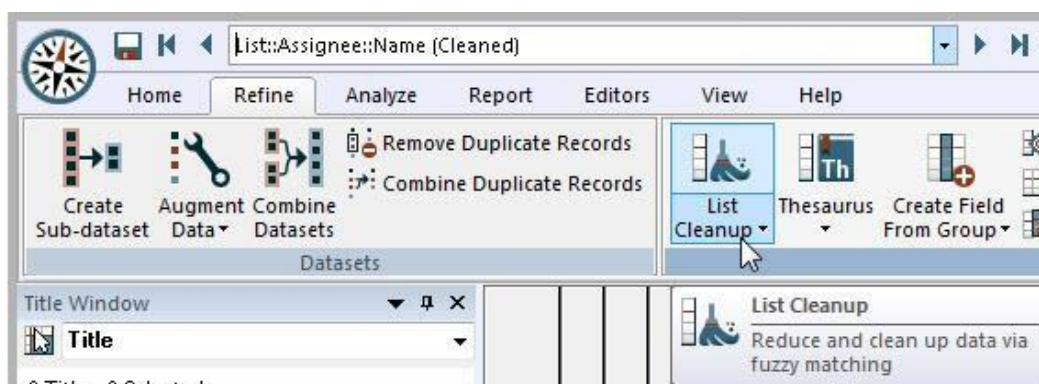 List::Assignee::Name (Cleaned)
Home Refine Analyze Report Editors View Help
Remove Duplicate Records
Combine Duplicate Records
Create Augment Combine
Sub-dataset Data Datasets
Th
List Thesaurus Create Field
Cleanup From Group
Datasets
Title Window
Title
List Cleanup
Reduce and clean up data via
fuzzy matching